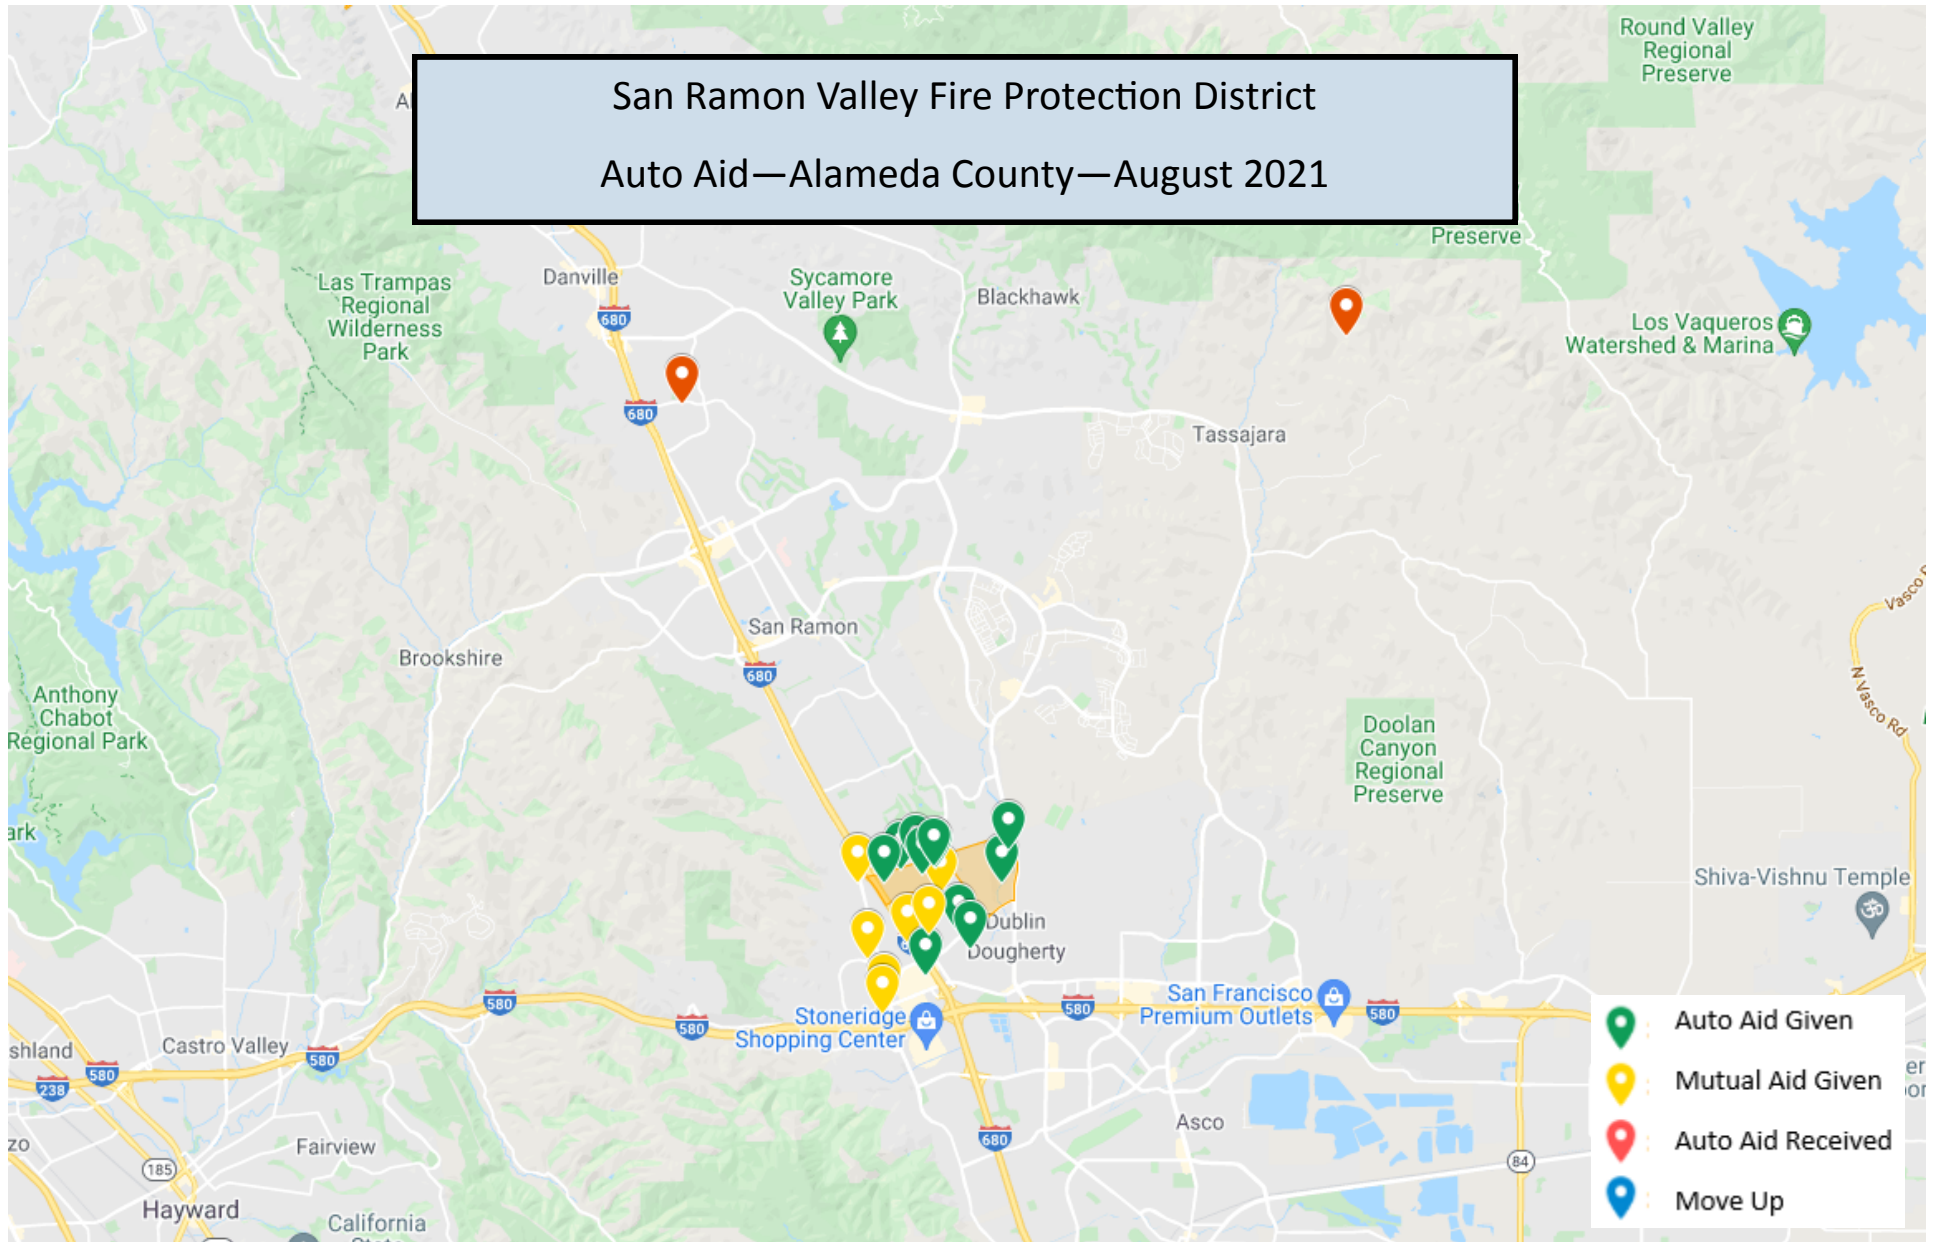 San Ramon Valley Fire Protection District
Auto Aid—Alameda County—August 2021
Round Valley
Regional
Preserve
Preserve
Las Trampas
Regional
Wilderness
Park
Danville
680
Sycamore
Valley Park
Blackhawk
Los Vaqueros
Watershed & Marina
680
Tassajara
San Ramon
Brookshire
680
Vasco
N Vasco Rd
Anthony
Chabot
Regional Park
Doolan
Canyon
Regional
Preserve
ark
Shiva-Vishnu Temple
Dublin
Dougherty
580
580
Stoneridge
Shopping Center
580
San Francisco
Premium Outlets
580
shland
580
Castro Valley
580
238
Auto Aid Given
Mutual Aid Given
Auto Aid Received
Move Up
Asco
680
84
zo
185
Fairview
Hayward
California